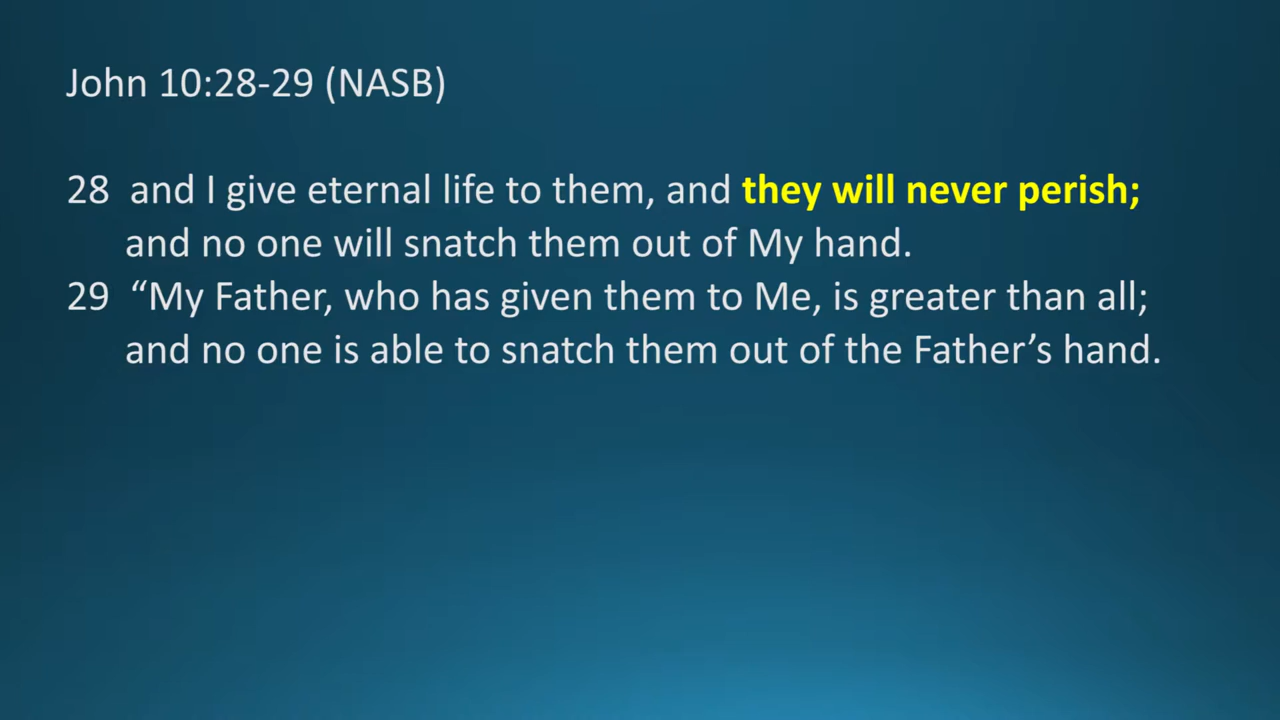 John 10:28-29 (NASB)
28 and I give eternal life to them, and they will never perish;
and no one will snatch them out of My hand.
29 “My Father, who has given them to Me, is greater than all;
and no one is able to snatch them out of the Father’s hand.